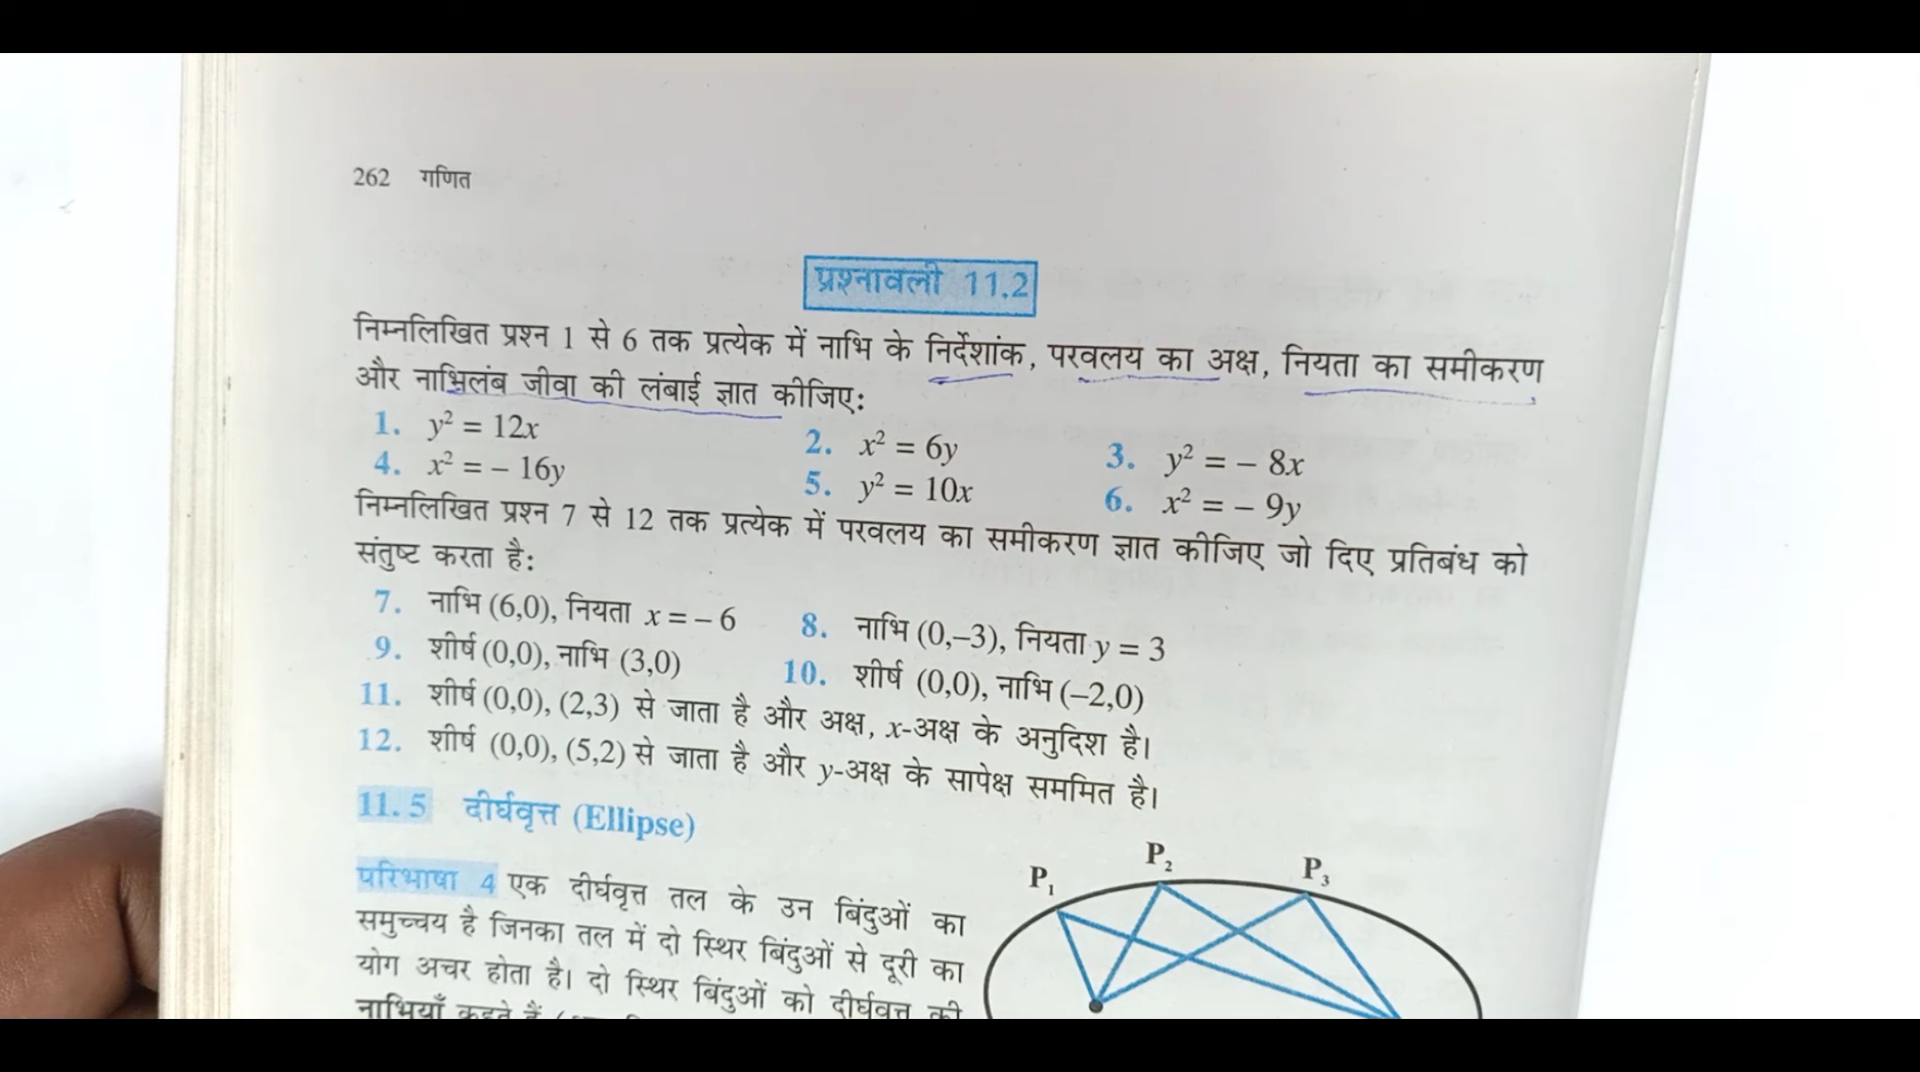 262 गणित
प्रश्नावली 11.2
निम्नलिखित प्रश्न 1 से 6 तक प्रत्येक में नाभि के निर्देशांक, परवलय का अक्ष, नियता का समीकरण
और नाभिलंब जीवा की लंबाई ज्ञात कीजिए:
1. y² = 12x 2. x² = 6y 3. y² = – 8x
4. x² = – 16y 5. y² = 10x 6. x² = – 9y
निम्नलिखित प्रश्न 7 से 12 तक प्रत्येक में परवलय का समीकरण ज्ञात कीजिए जो दिए प्रतिबंध को
संतुष्ट करता है:
7. नाभि (6,0), नियता x = – 6 8. नाभि (0,–3), नियता y = 3
9. शीर्ष (0,0), नाभि (3,0) 10. शीर्ष (0,0), नाभि (–2,0)
11. शीर्ष (0,0), (2,3) से जाता है और अक्ष, x-अक्ष के अनुदिश है।
12. शीर्ष (0,0), (5,2) से जाता है और y-अक्ष के सापेक्ष सममित है।
11.5 दीर्घवृत्त (Ellipse)
परिभाषा 4 एक दीर्घवृत्त तल के उन बिंदुओं का
समुच्चय है जिनका तल में दो स्थिर बिंदुओं से दूरी का
योग अचर होता है। दो स्थिर बिंदुओं को दीर्घवृत्त की
नाभियाँ कहते हैं
P₁ P₂ P₃